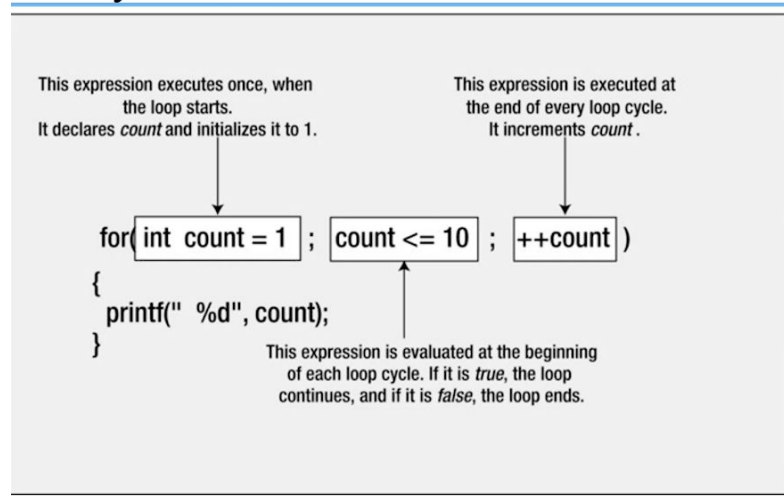 This expression executes once, when
the loop starts.
It declares count and initializes it to 1.
This expression is executed at
the end of every loop cycle.
It increments count .
for( int count = 1 ; count <= 10 ; ++count )
{
printf(" %d", count);
}
This expression is evaluated at the beginning
of each loop cycle. If it is true, the loop
continues, and if it is false, the loop ends.